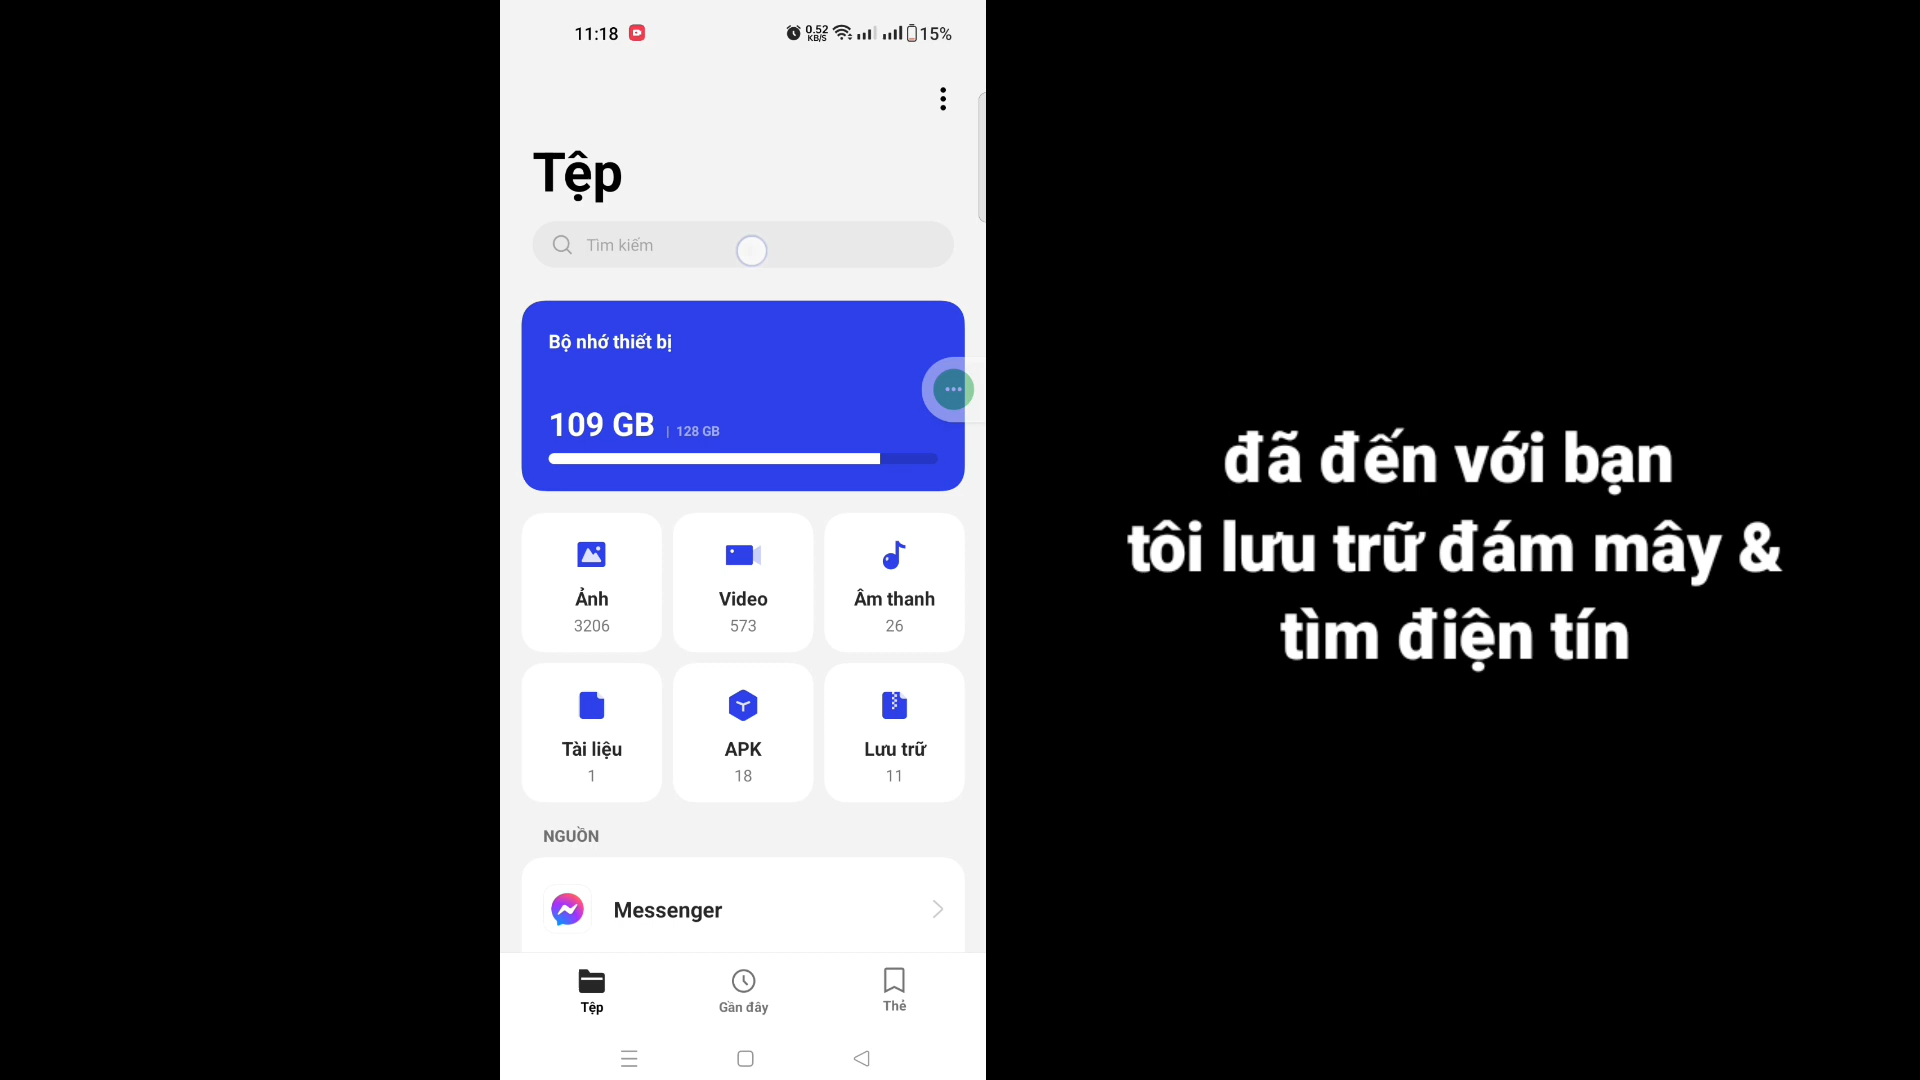 11:18
0.52 KB/S
15%
Tệp
Tìm kiếm
Bộ nhớ thiết bị
109 GB | 128 GB
Ảnh
3206
Video
573
Âm thanh
26
Tài liệu
1
APK
18
Lưu trữ
11
NGUỒN
Messenger
Tệp
Gần đây
Thẻ
đã đến với bạn
tôi lưu trữ đám mây &
tìm điện tín